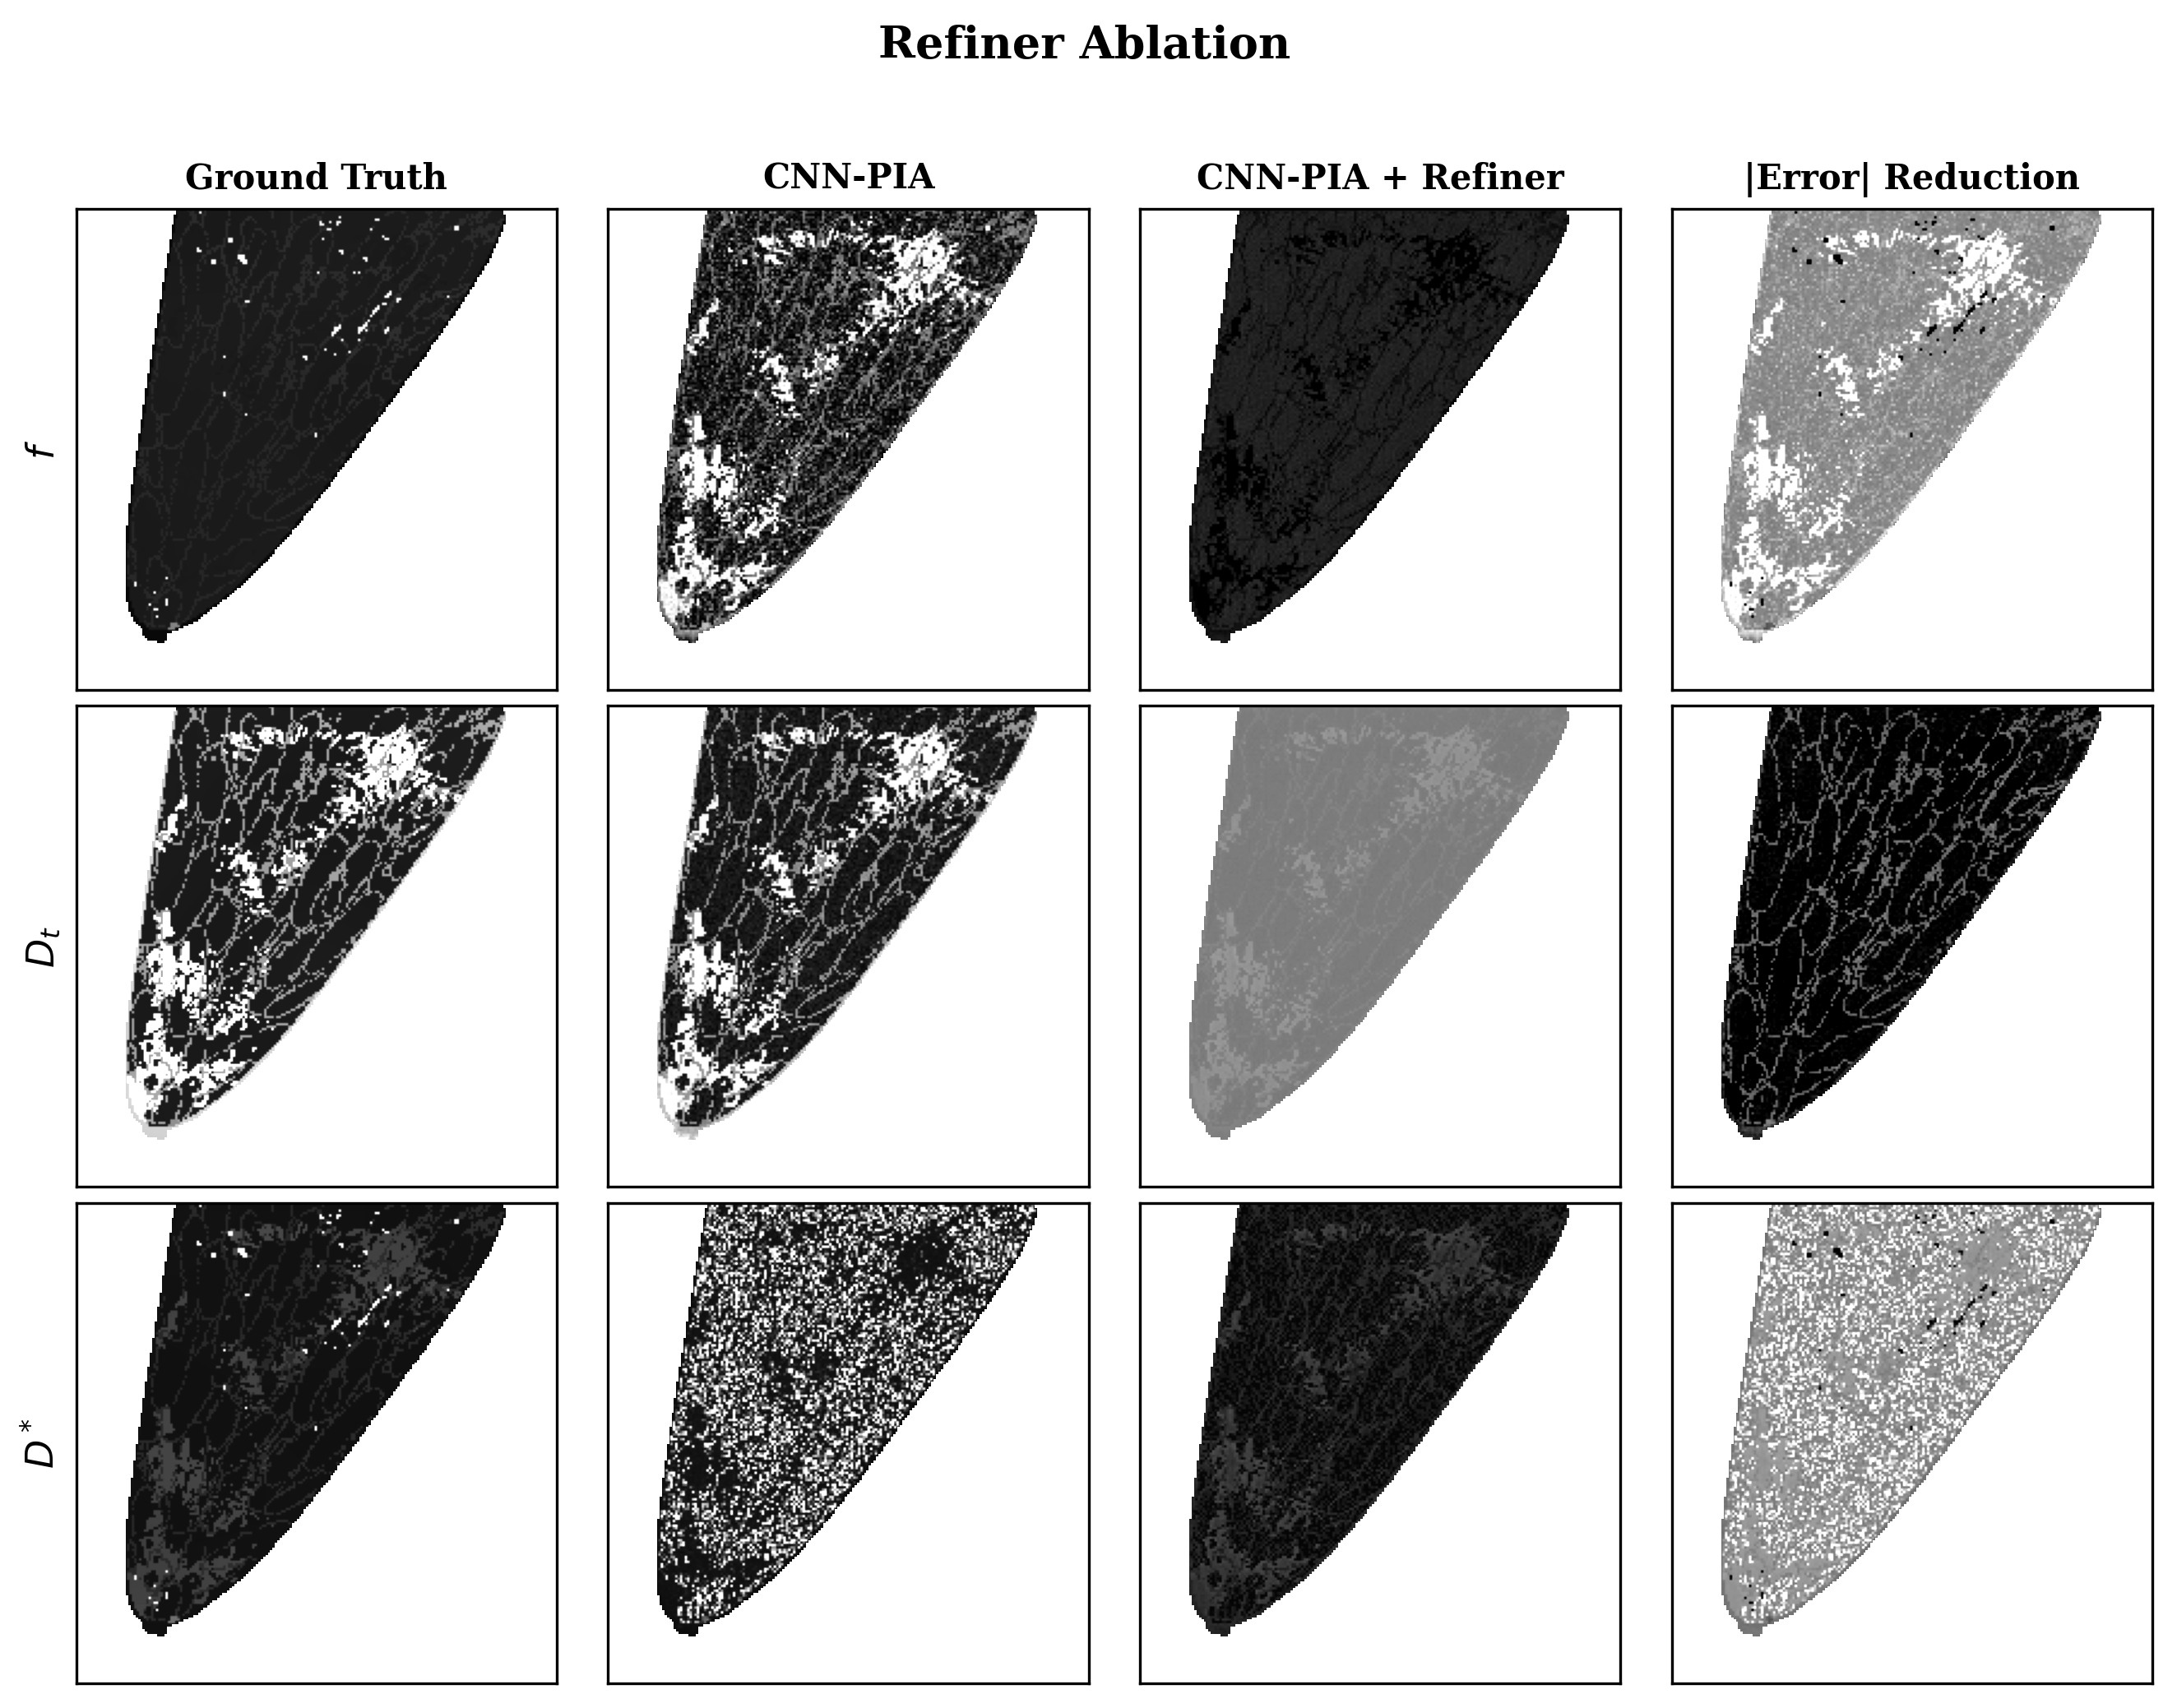 Refiner Ablation
Ground Truth CNN-PIA CNN-PIA + Refiner |Error| Reduction
f
D_t
D^*